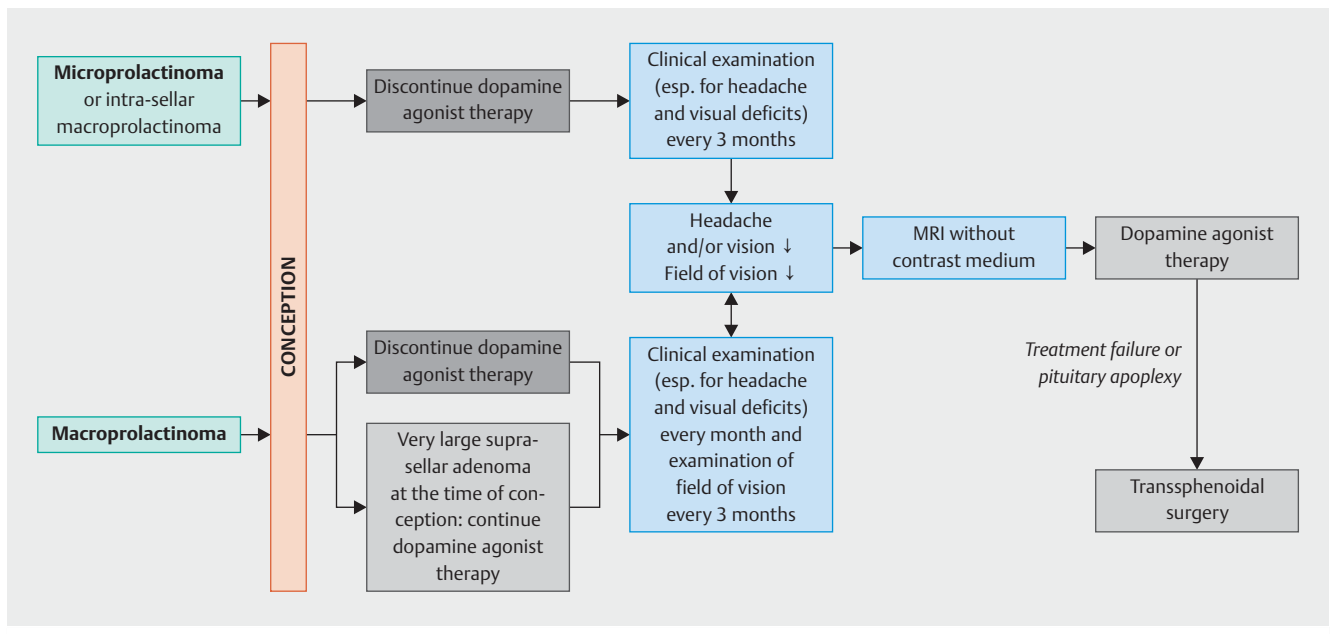 Microprolactinoma
or intra-sellar
macroprolactinoma
CONCEPTION
Discontinue dopamine
agonist therapy
Clinical examination
(esp. for headache
and visual deficits)
every 3 months
Headache
and/or vision ↓
Field of vision ↓
MRI without
contrast medium
Dopamine agonist
therapy
Macroprolactinoma
Discontinue dopamine
agonist therapy
Very large supra-
sellar adenoma
at the time of con-
ception: continue
dopamine agonist
therapy
Clinical examination
(esp. for headache
and visual deficits)
every month and
examination of
field of vision
every 3 months
Treatment failure or
pituitary apoplexy
Transsphenoidal
surgery